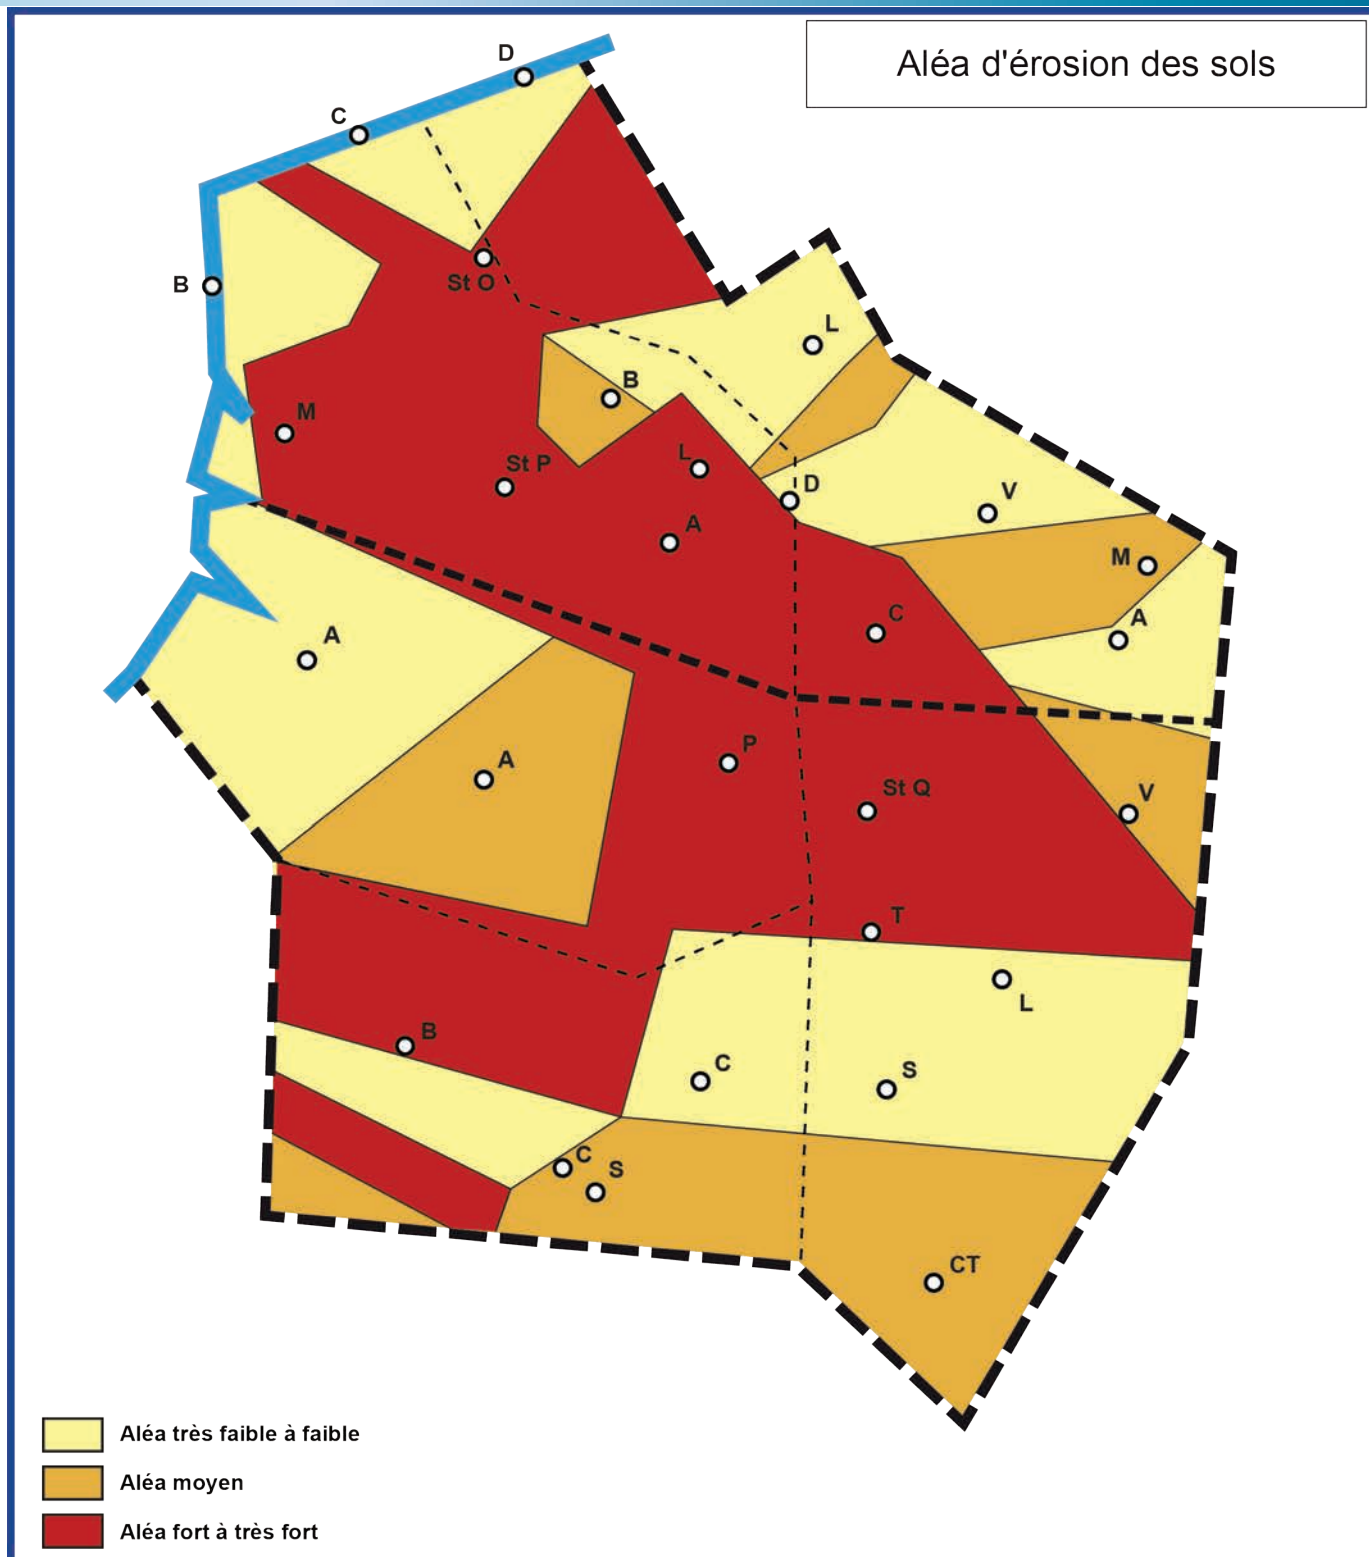 Aléa d'érosion des sols
D
C
B
St O
L
B
M
L
St P
D
V
A
M
C
A
A
P
A
St Q
V
T
L
B
C
S
C
S
CT
Aléa très faible à faible
Aléa moyen
Aléa fort à très fort